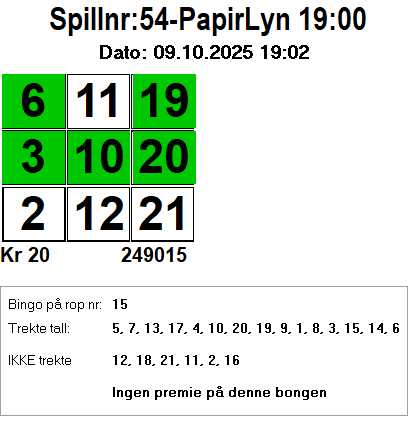 Spillnr:54-PapirLyn 19:00
Dato: 09.10.2025 19:02
6 11 19
3 10 20
2 12 21
Kr 20 249015
Bingo på rop nr: 15
Trekte tall: 5, 7, 13, 17, 4, 10, 20, 19, 9, 1, 8, 3, 15, 14, 6
IKKE trekte 12, 18, 21, 11, 2, 16
Ingen premie på denne bongen